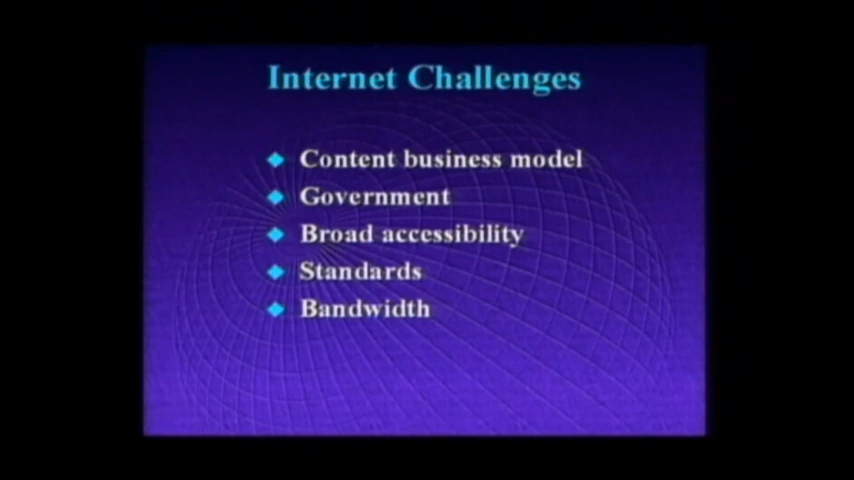 Internet Challenges
Content business model
Government
Broad accessibility
Standards
Bandwidth